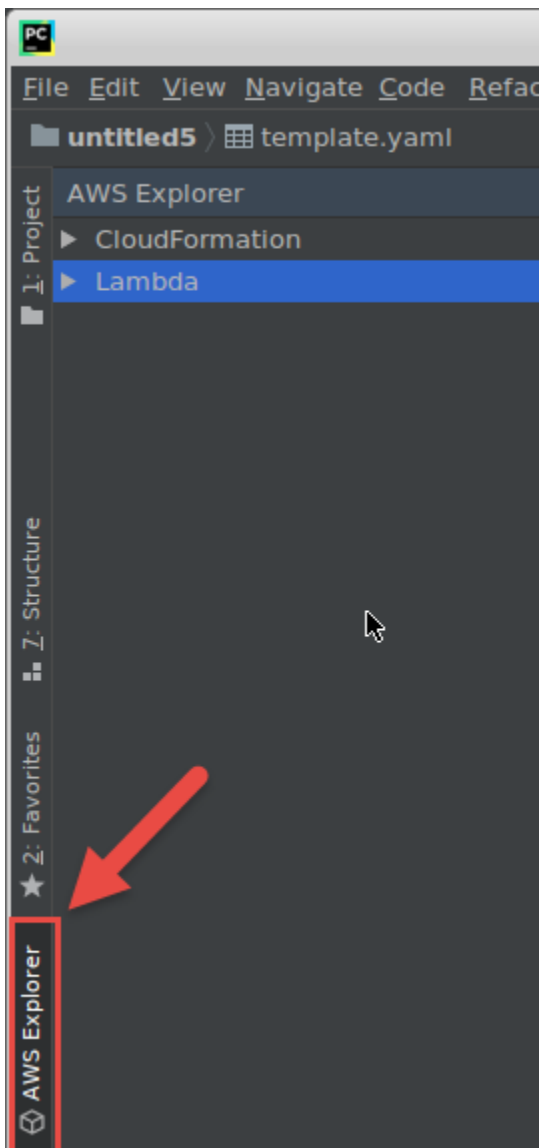 PC
File Edit View Navigate Code Refac
untitled5 〉 template.yaml
AWS Explorer
CloudFormation
Lambda
1: Project
7: Structure
2: Favorites
AWS Explorer